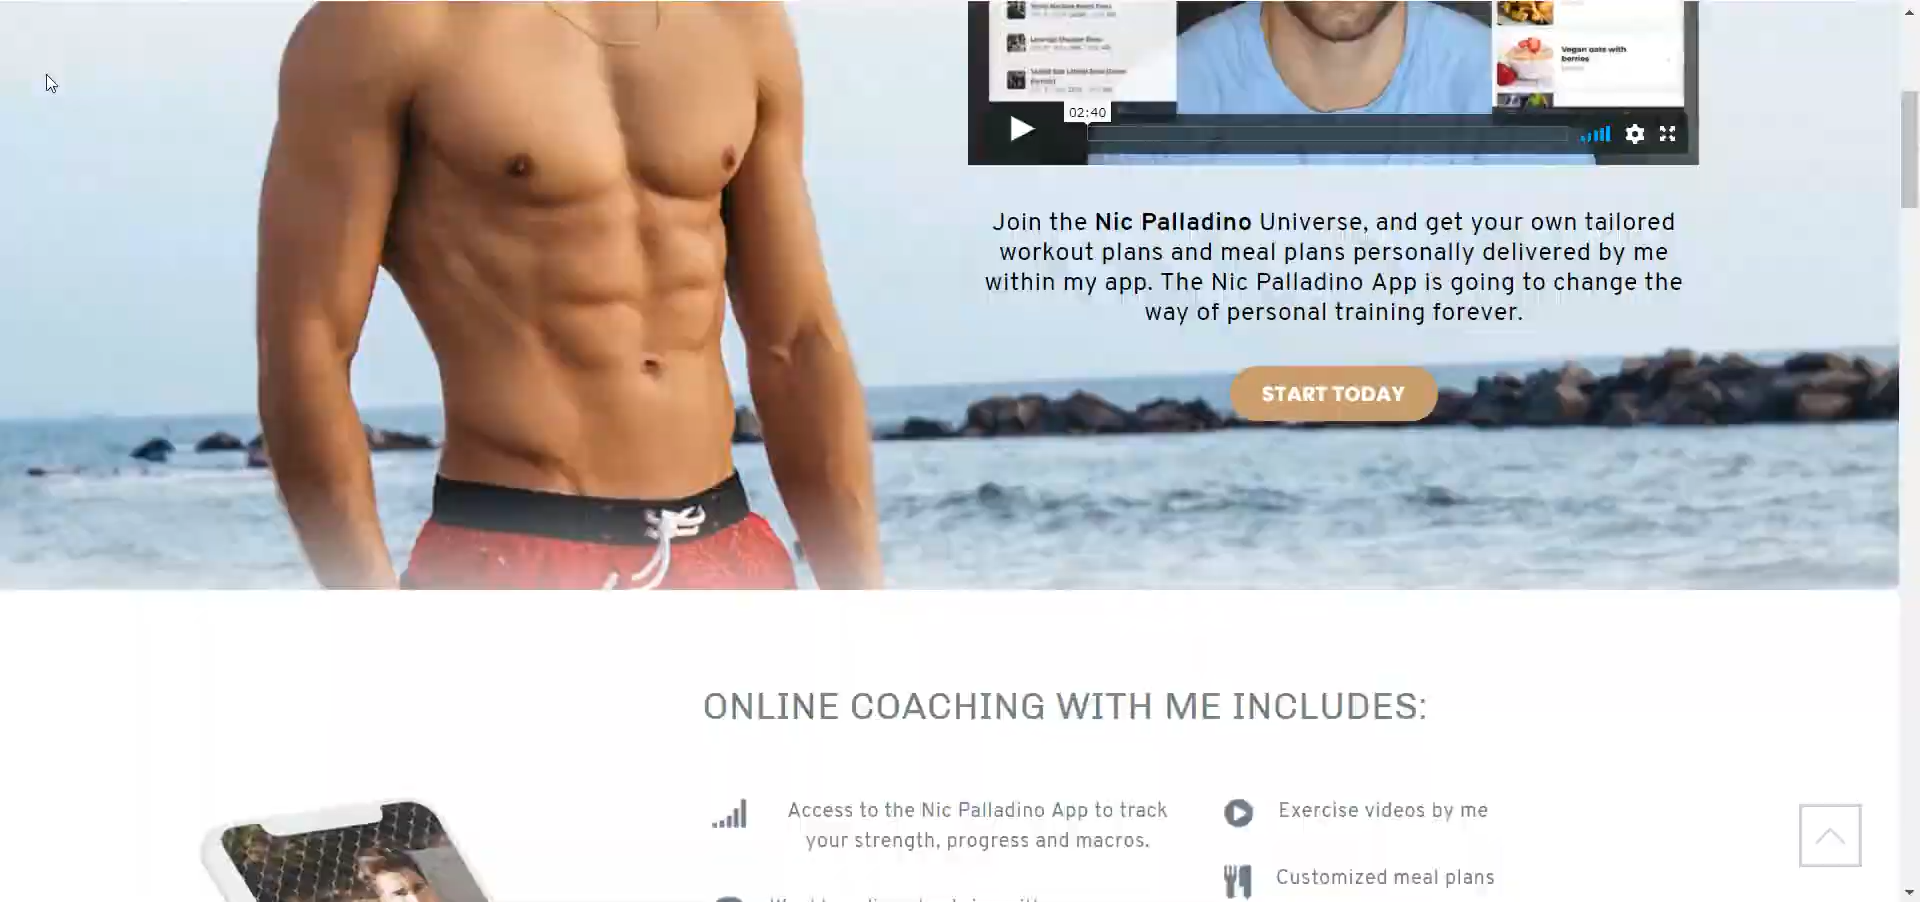 Vegan oats with
berries
02:40
Join the Nic Palladino Universe, and get your own tailored
workout plans and meal plans personally delivered by me
within my app. The Nic Palladino App is going to change the
way of personal training forever.
START TODAY
ONLINE COACHING WITH ME INCLUDES:
Access to the Nic Palladino App to track
your strength, progress and macros.
Exercise videos by me
Customized meal plans